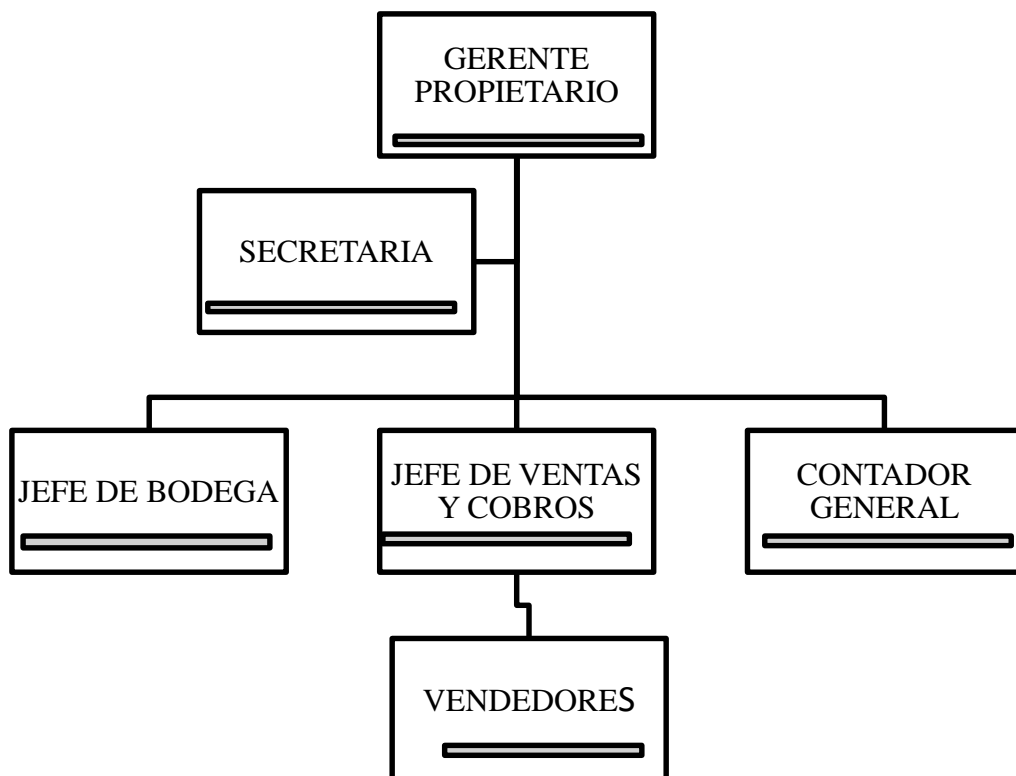 GERENTE
PROPIETARIO
SECRETARIA
JEFE DE BODEGA
JEFE DE VENTAS
Y COBROS
CONTADOR
GENERAL
VENDEDORES